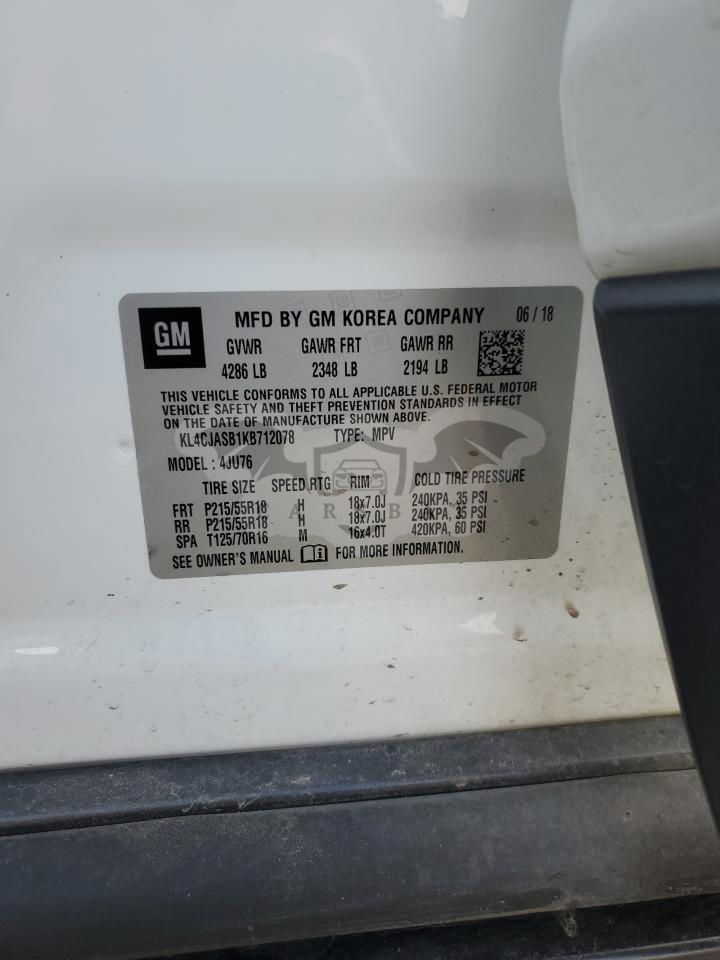 GM
MFD BY GM KOREA COMPANY 06 / 18
GVWR GAWR FRT GAWR RR
4286 LB 2348 LB 2194 LB
THIS VEHICLE CONFORMS TO ALL APPLICABLE U.S. FEDERAL MOTOR
VEHICLE SAFETY AND THEFT PREVENTION STANDARDS IN EFFECT
ON THE DATE OF MANUFACTURE SHOWN ABOVE.
KL4CJASB1KB712078 TYPE: MPV
MODEL : 4JU76
TIRE SIZE SPEED RTG RIM COLD TIRE PRESSURE
FRT P215/55R18 H 18x7.0J 240KPA, 35 PSI
RR P215/55R18 H 18x7.0J 240KPA, 35 PSI
SPA T125/70R16 M 16x4.0T 420KPA, 60 PSI
SEE OWNER'S MANUAL FOR MORE INFORMATION.